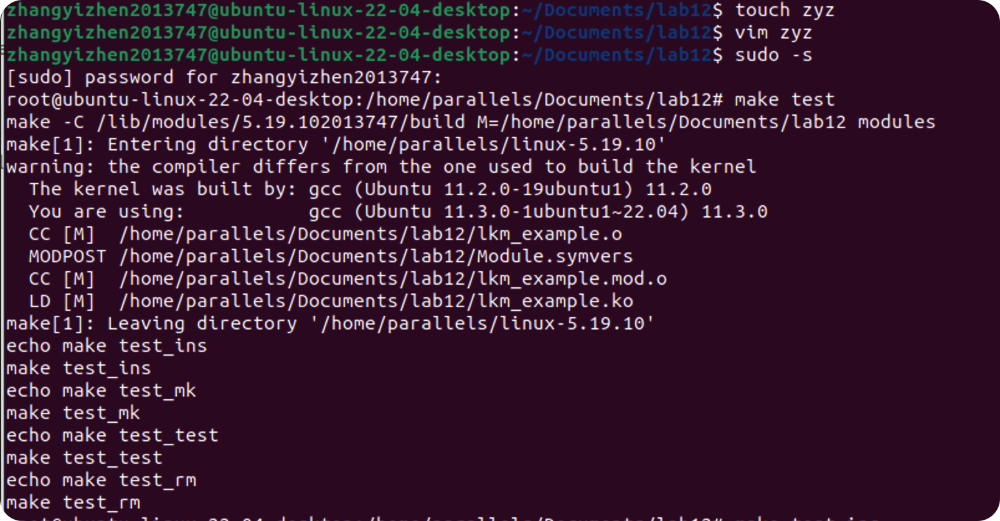 zhangyizhen2013747@ubuntu-linux-22-04-desktop:~/Documents/lab12$ touch zyz
zhangyizhen2013747@ubuntu-linux-22-04-desktop:~/Documents/lab12$ vim zyz
zhangyizhen2013747@ubuntu-linux-22-04-desktop:~/Documents/lab12$ sudo -s
[sudo] password for zhangyizhen2013747:
root@ubuntu-linux-22-04-desktop:/home/parallels/Documents/lab12# make test
make -C /lib/modules/5.19.102013747/build M=/home/parallels/Documents/lab12 modules
make[1]: Entering directory '/home/parallels/linux-5.19.10'
warning: the compiler differs from the one used to build the kernel
  The kernel was built by: gcc (Ubuntu 11.2.0-19ubuntu1) 11.2.0
  You are using:           gcc (Ubuntu 11.3.0-1ubuntu1~22.04) 11.3.0
  CC [M]  /home/parallels/Documents/lab12/lkm_example.o
  MODPOST /home/parallels/Documents/lab12/Module.symvers
  CC [M]  /home/parallels/Documents/lab12/lkm_example.mod.o
  LD [M]  /home/parallels/Documents/lab12/lkm_example.ko
make[1]: Leaving directory '/home/parallels/linux-5.19.10'
echo make test_ins
make test_ins
echo make test_mk
make test_mk
echo make test_test
make test_test
echo make test_rm
make test_rm